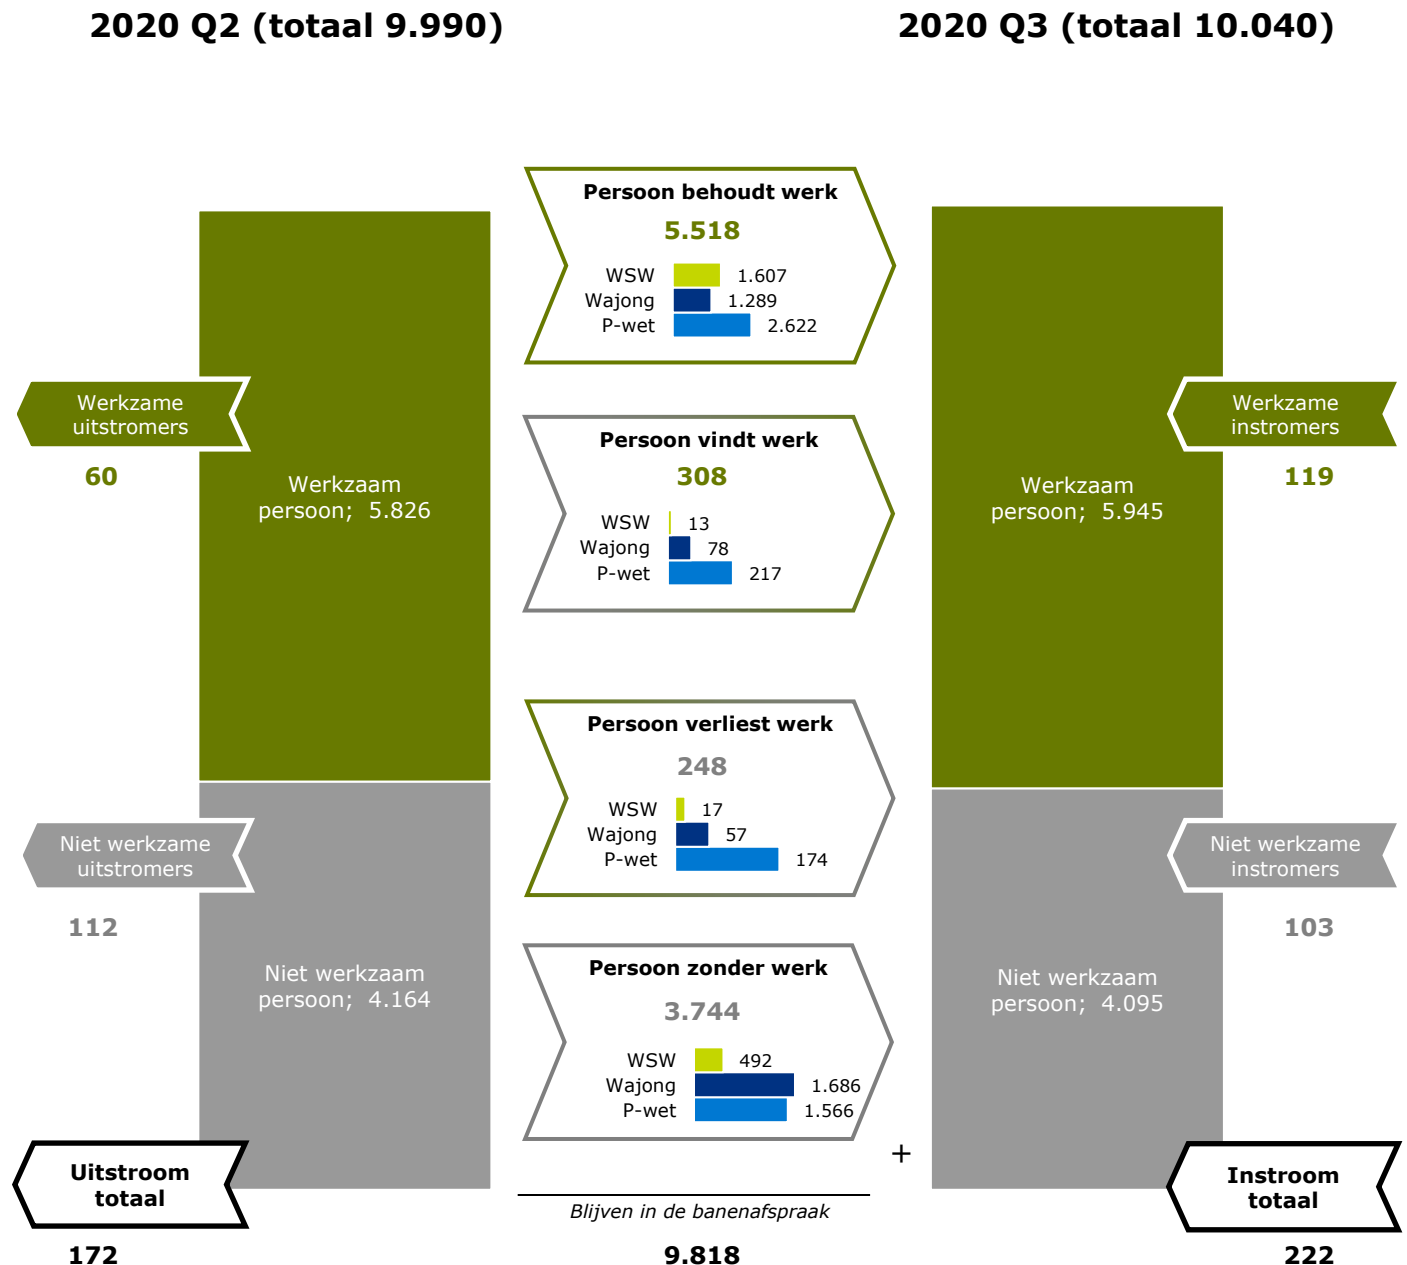 2020 Q2 (totaal 9.990)
2020 Q3 (totaal 10.040)
Persoon behoudt werk
5.518
WSW 1.607
Wajong 1.289
P-wet 2.622
Werkzame
uitstromers
60
Werkzaam
persoon; 5.826
Persoon vindt werk
308
WSW 13
Wajong 78
P-wet 217
Werkzaam
persoon; 5.945
Werkzame
instromers
119
Persoon verliest werk
248
WSW 17
Wajong 57
P-wet 174
Niet werkzame
uitstromers
112
Niet werkzaam
persoon; 4.164
Niet werkzame
instromers
103
Niet werkzaam
persoon; 4.095
Persoon zonder werk
3.744
WSW 492
Wajong 1.686
P-wet 1.566
+
Uitstroom
totaal
172
Blijven in de banenafspraak
9.818
Instroom
totaal
222